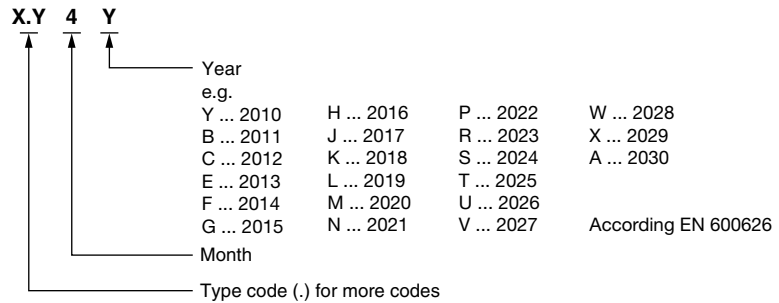 X.Y 4 Y
Year
e.g.
Y ... 2010 H ... 2016 P ... 2022 W ... 2028
B ... 2011 J ... 2017 R ... 2023 X ... 2029
C ... 2012 K ... 2018 S ... 2024 A ... 2030
E ... 2013 L ... 2019 T ... 2025
F ... 2014 M ... 2020 U ... 2026
G ... 2015 N ... 2021 V ... 2027 According EN 600626
Month
Type code (.) for more codes